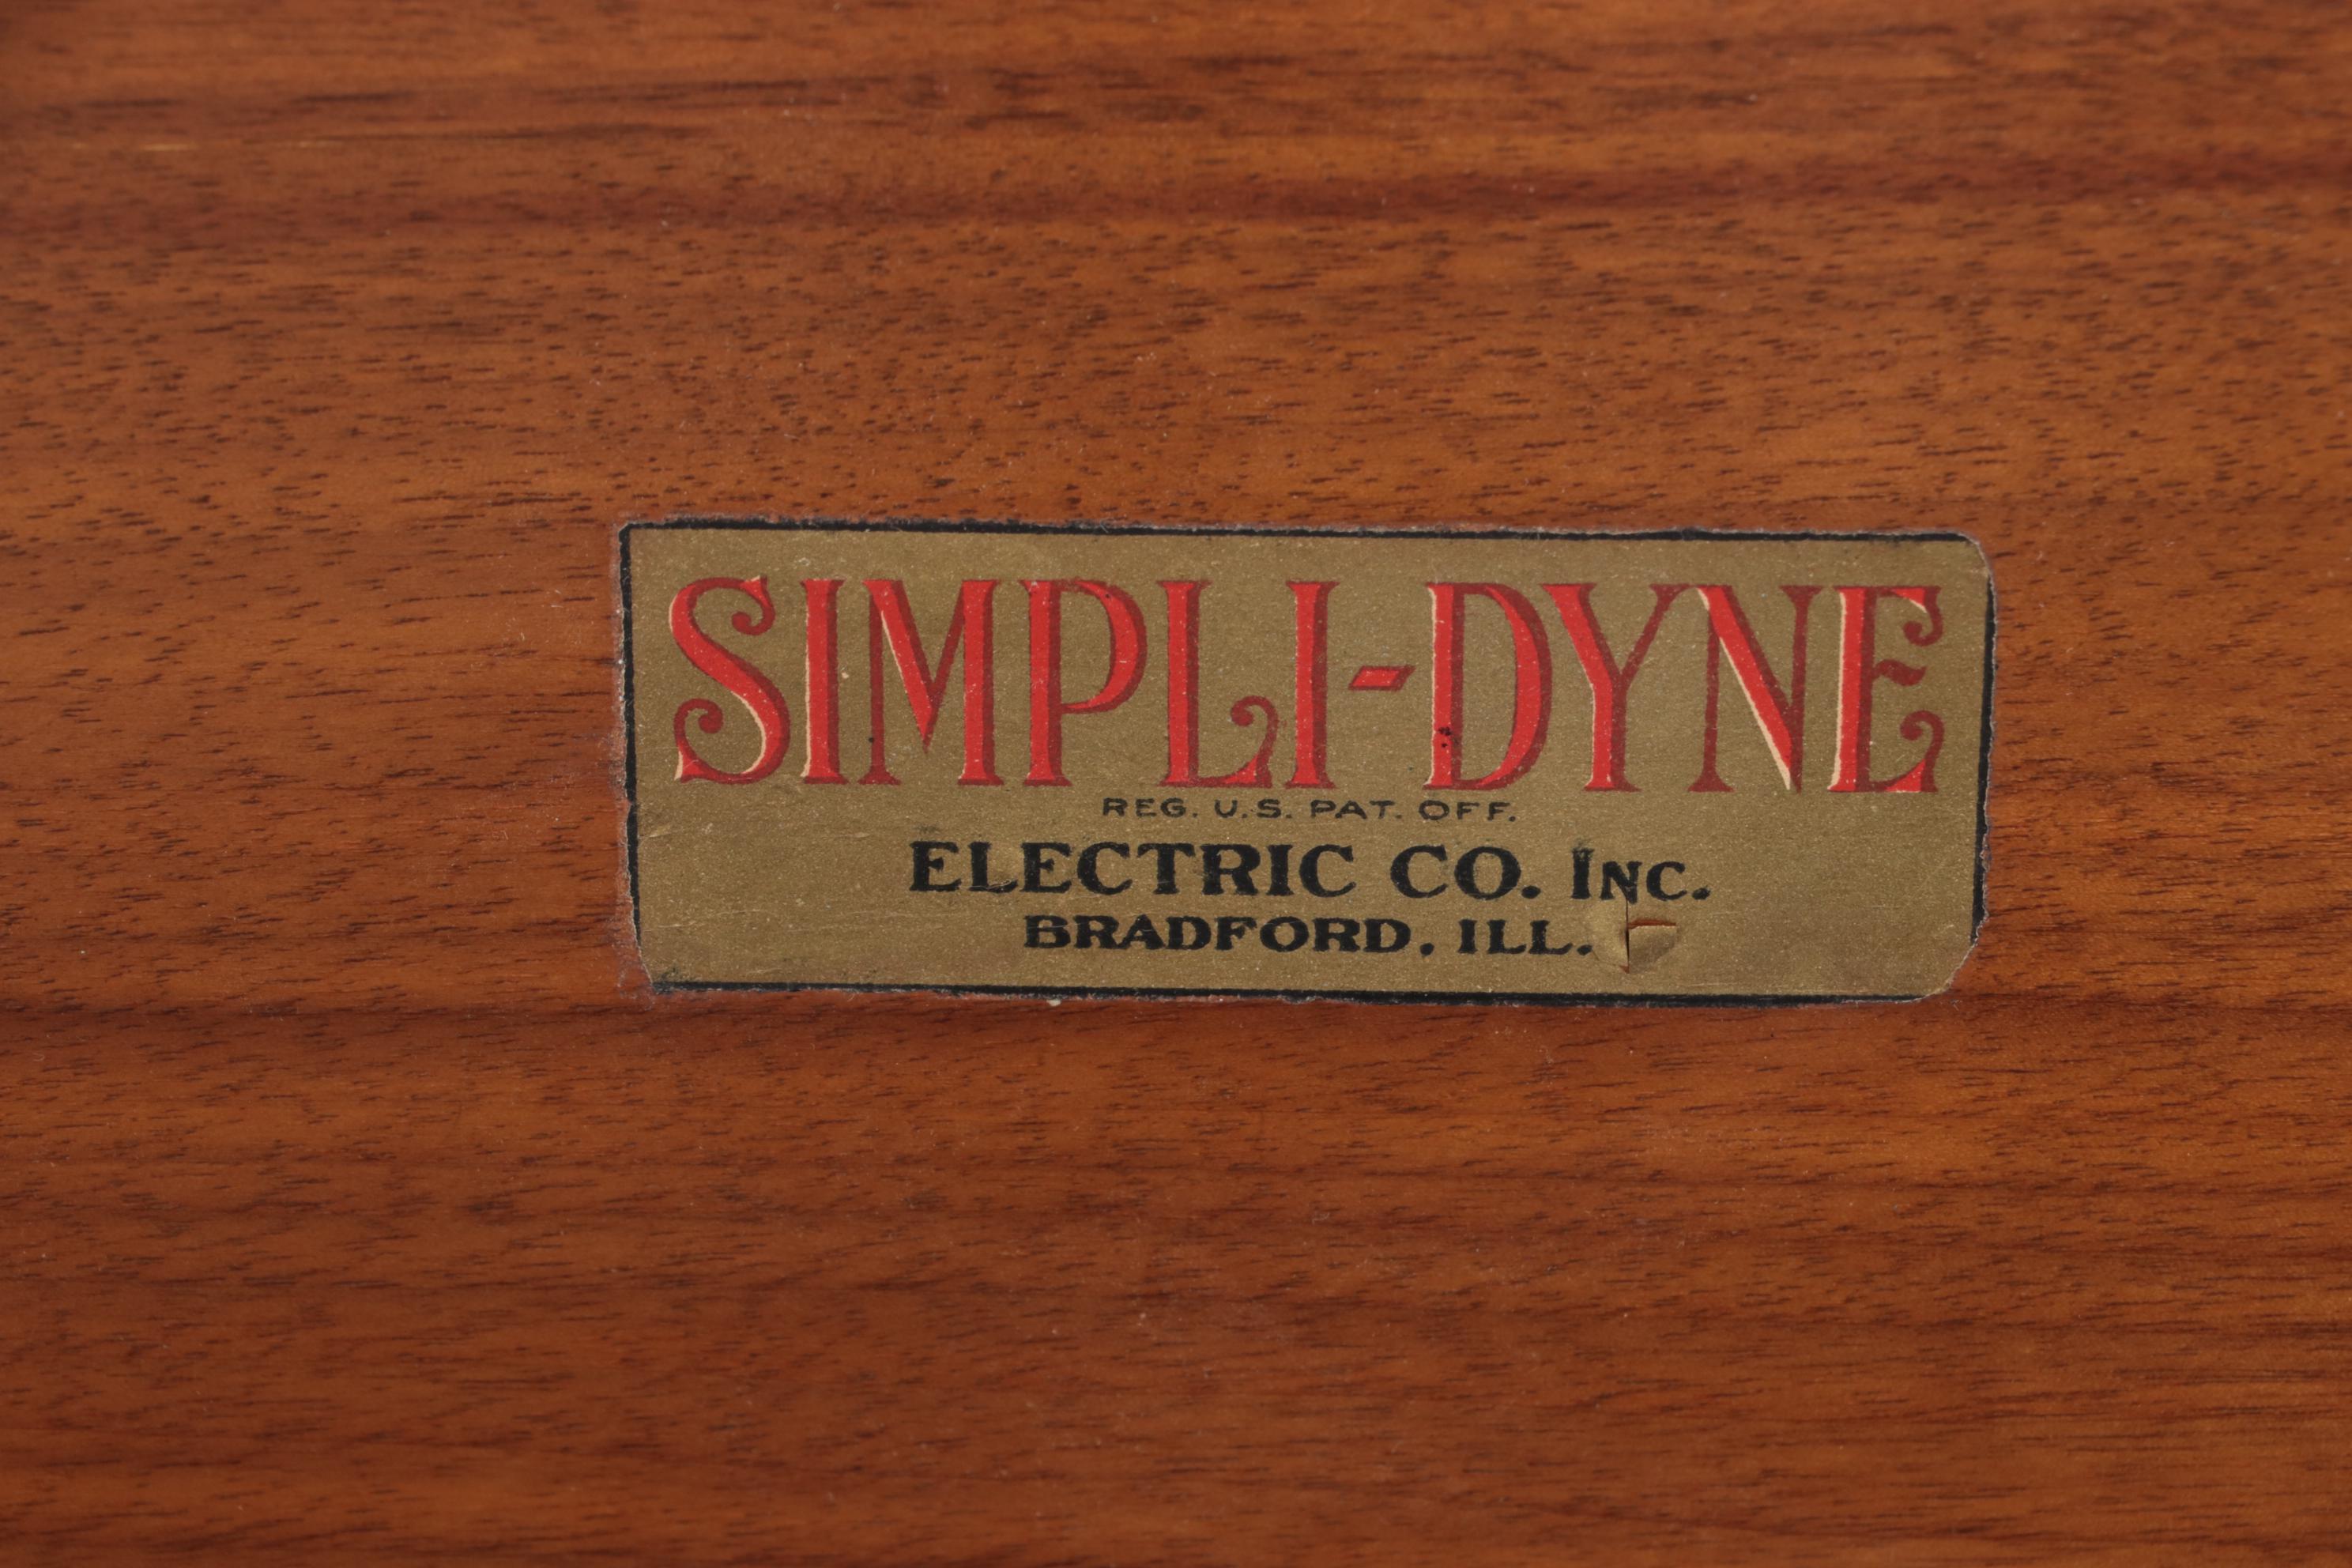 SIMPLI-DYNE
REG. U.S. PAT. OFF.
ELECTRIC CO. INC.
BRADFORD, ILL.